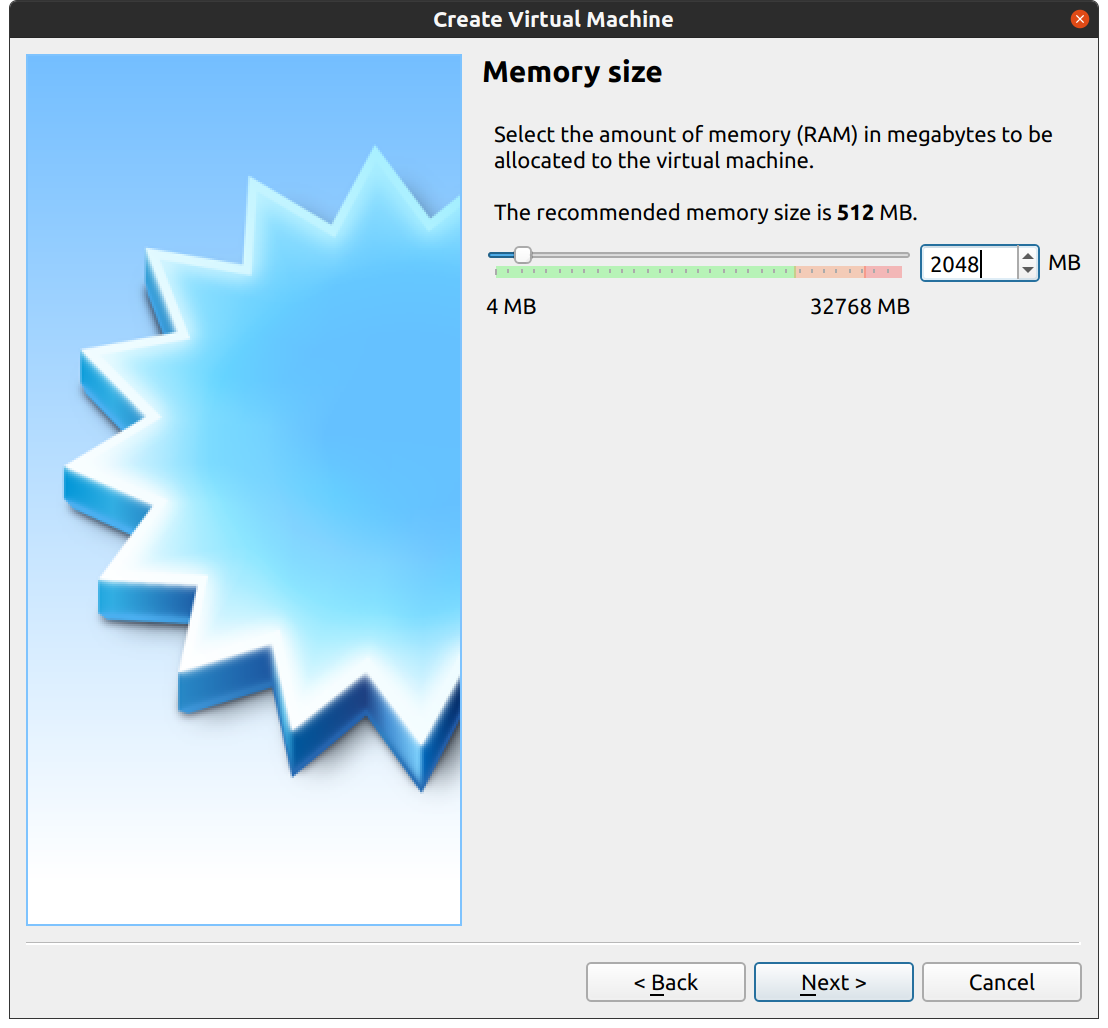 Create Virtual Machine
Memory size
Select the amount of memory (RAM) in megabytes to be
allocated to the virtual machine.
The recommended memory size is 512 MB.
2048 MB
4 MB 32768 MB
< Back Next > Cancel